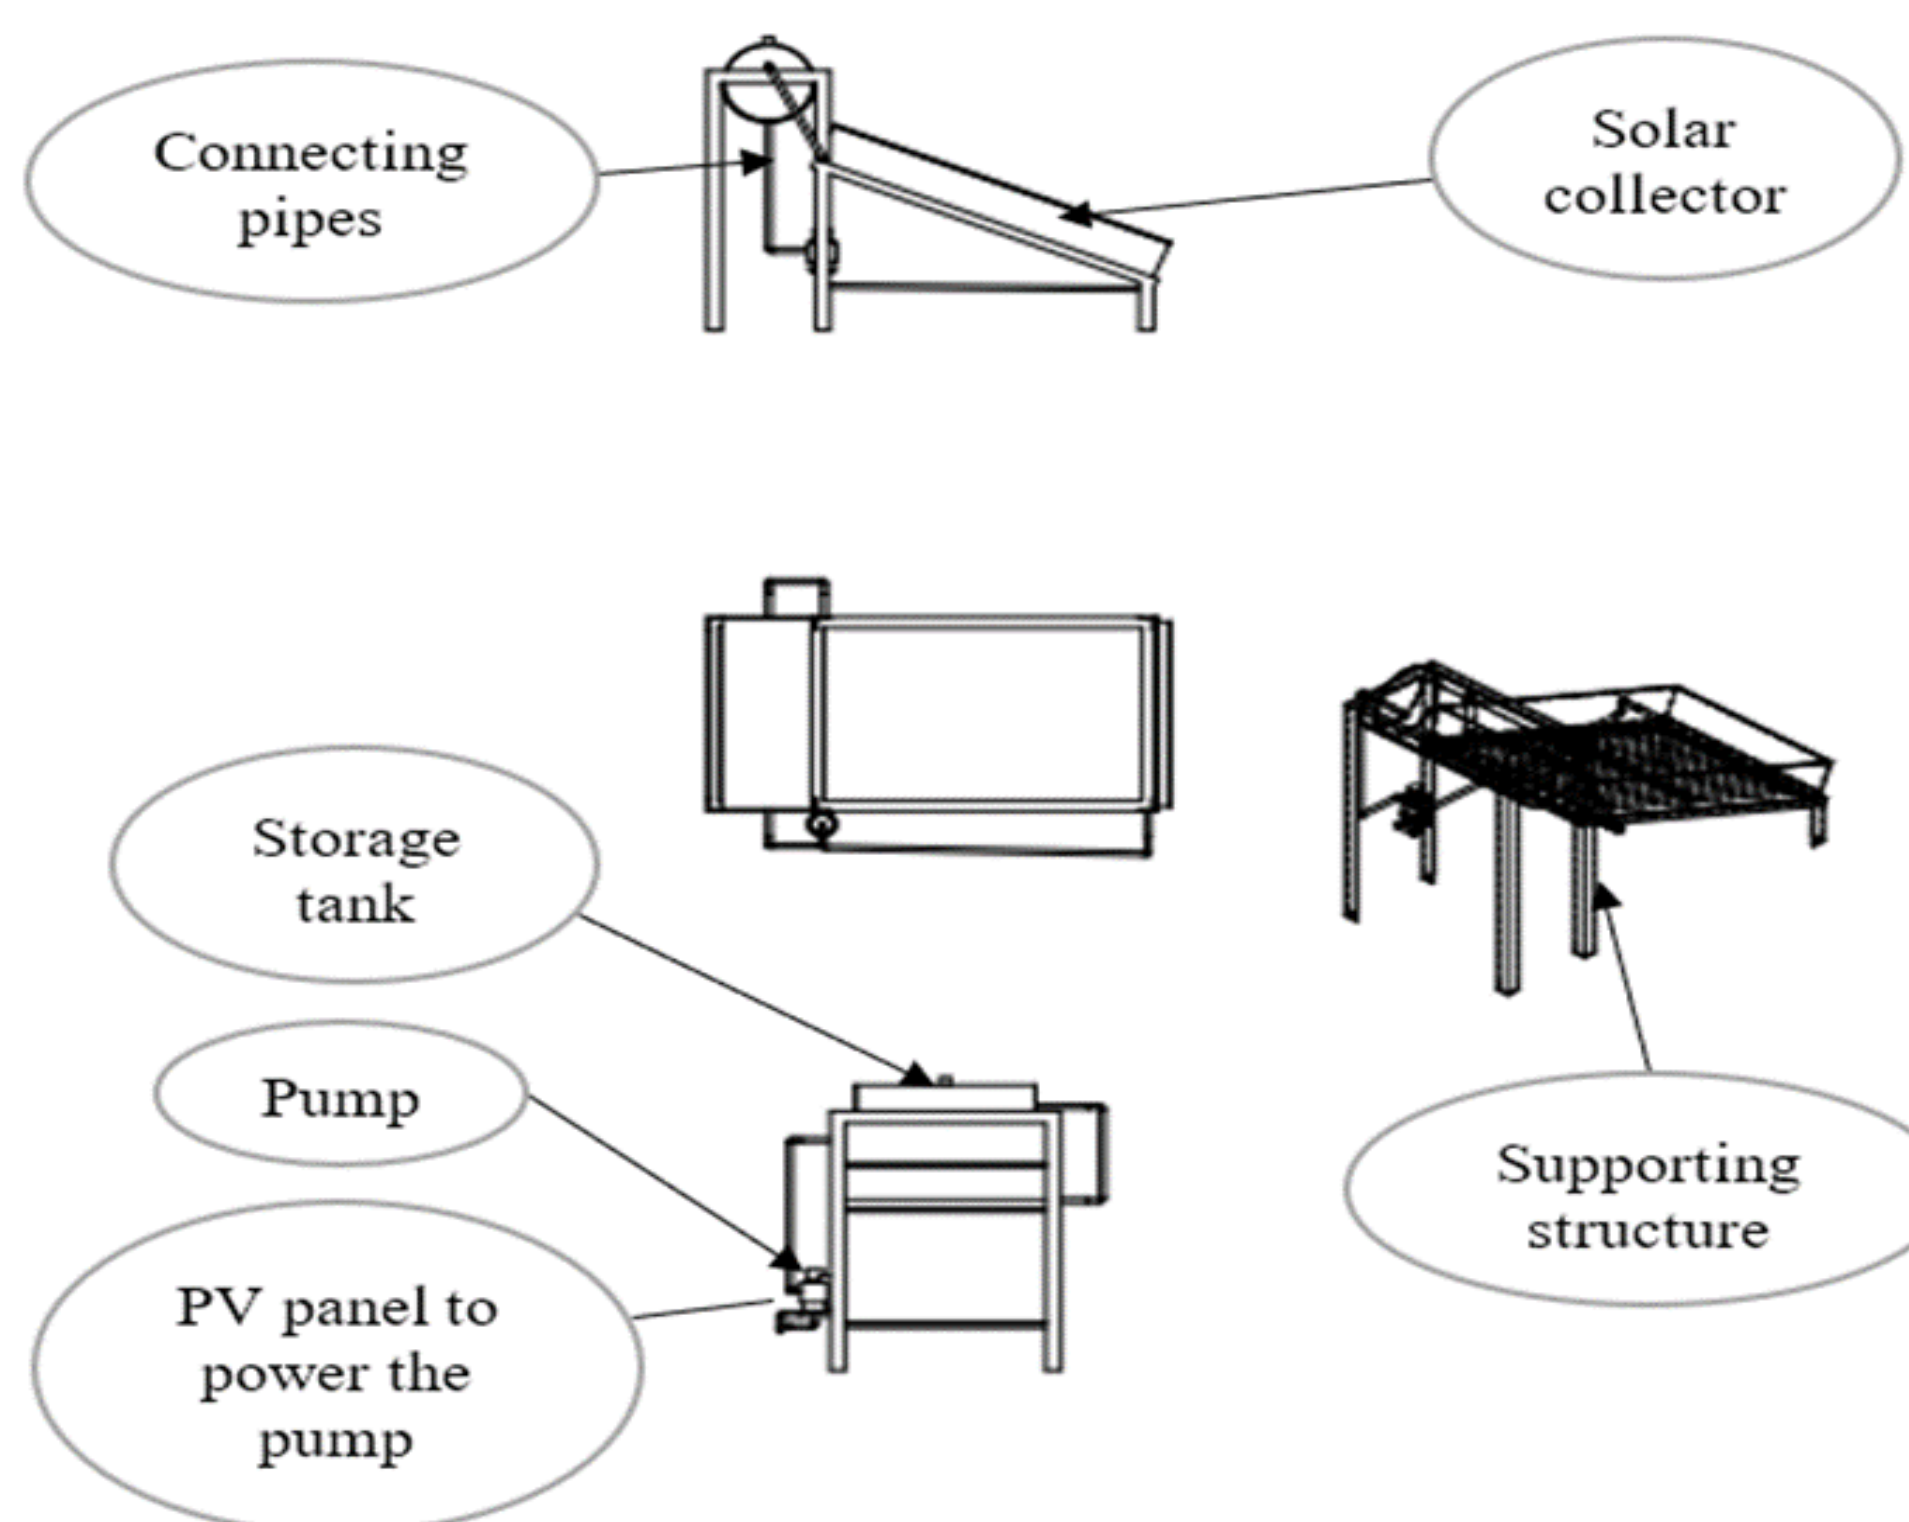 Connecting
pipes
Solar
collector
Storage
tank
Pump
PV panel to
power the
pump
Supporting
structure